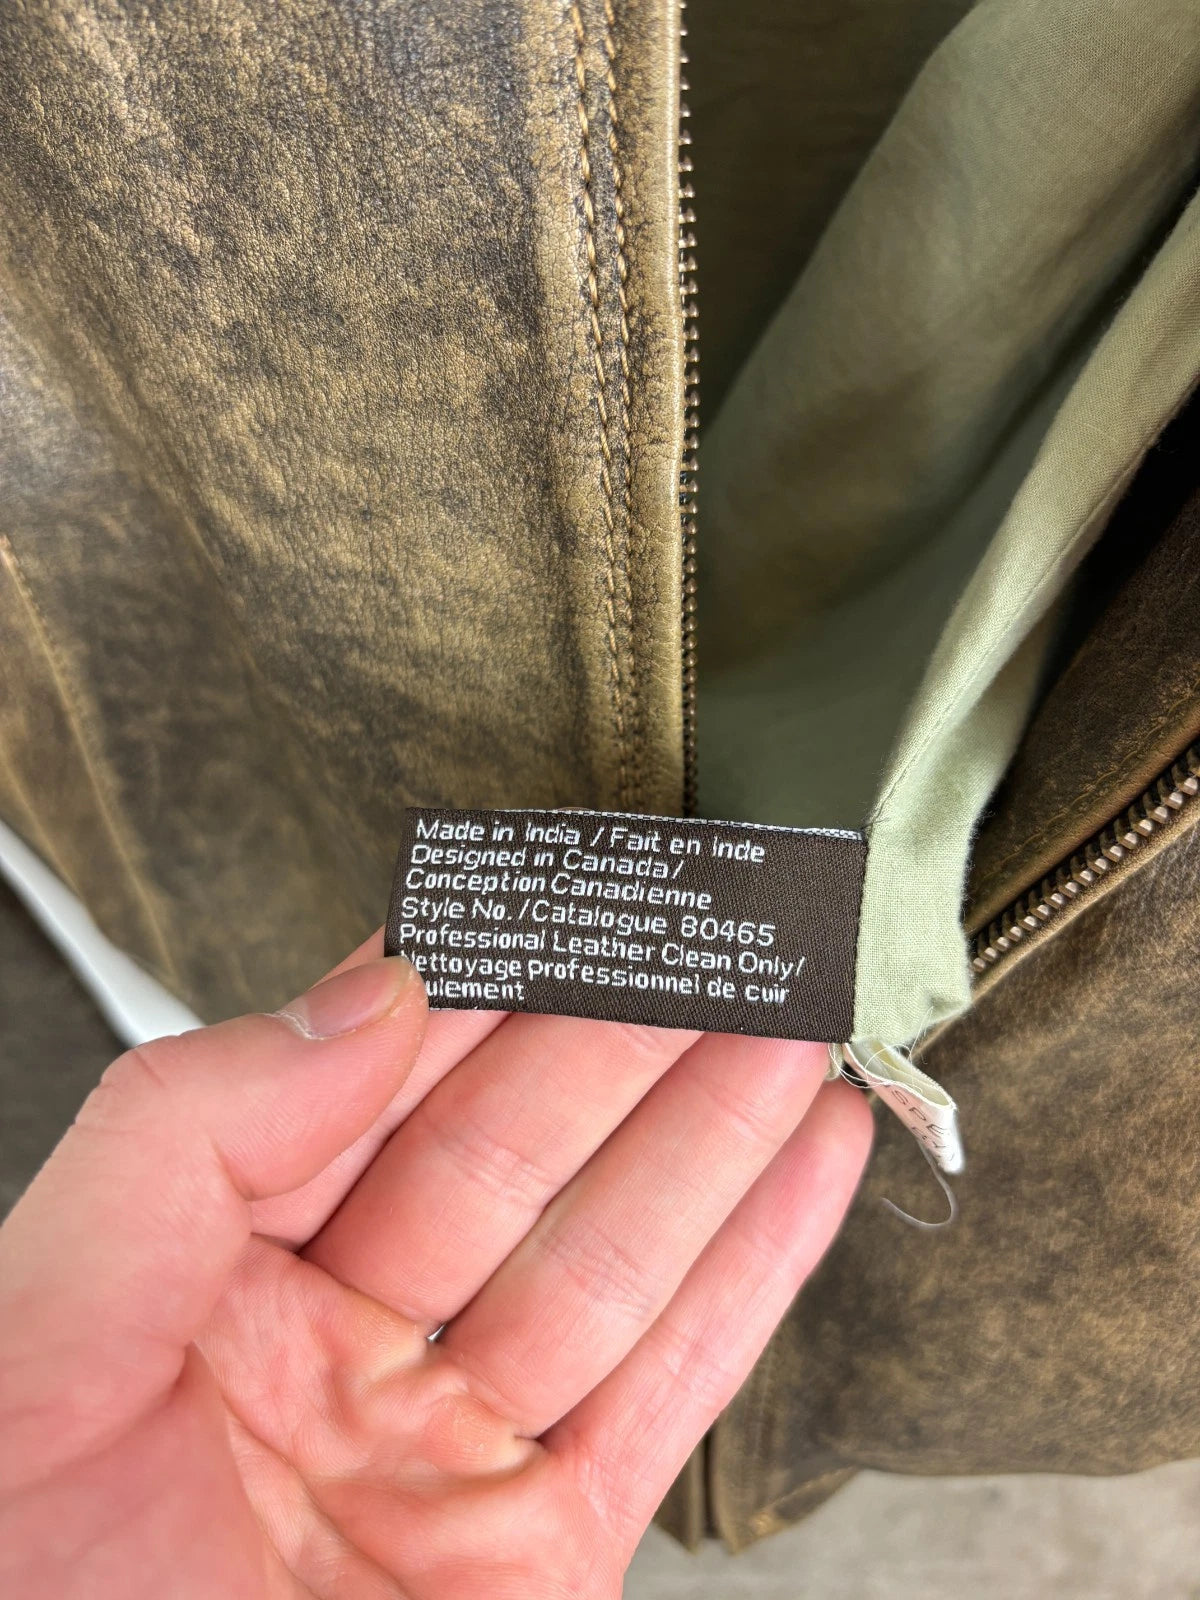 Made in India / Fait en Inde
Designed in Canada/
Conception Canadienne
Style No. /Catalogue 80465
Professional Leather Clean Only/
Nettoyage professionnel de cuir
ulement